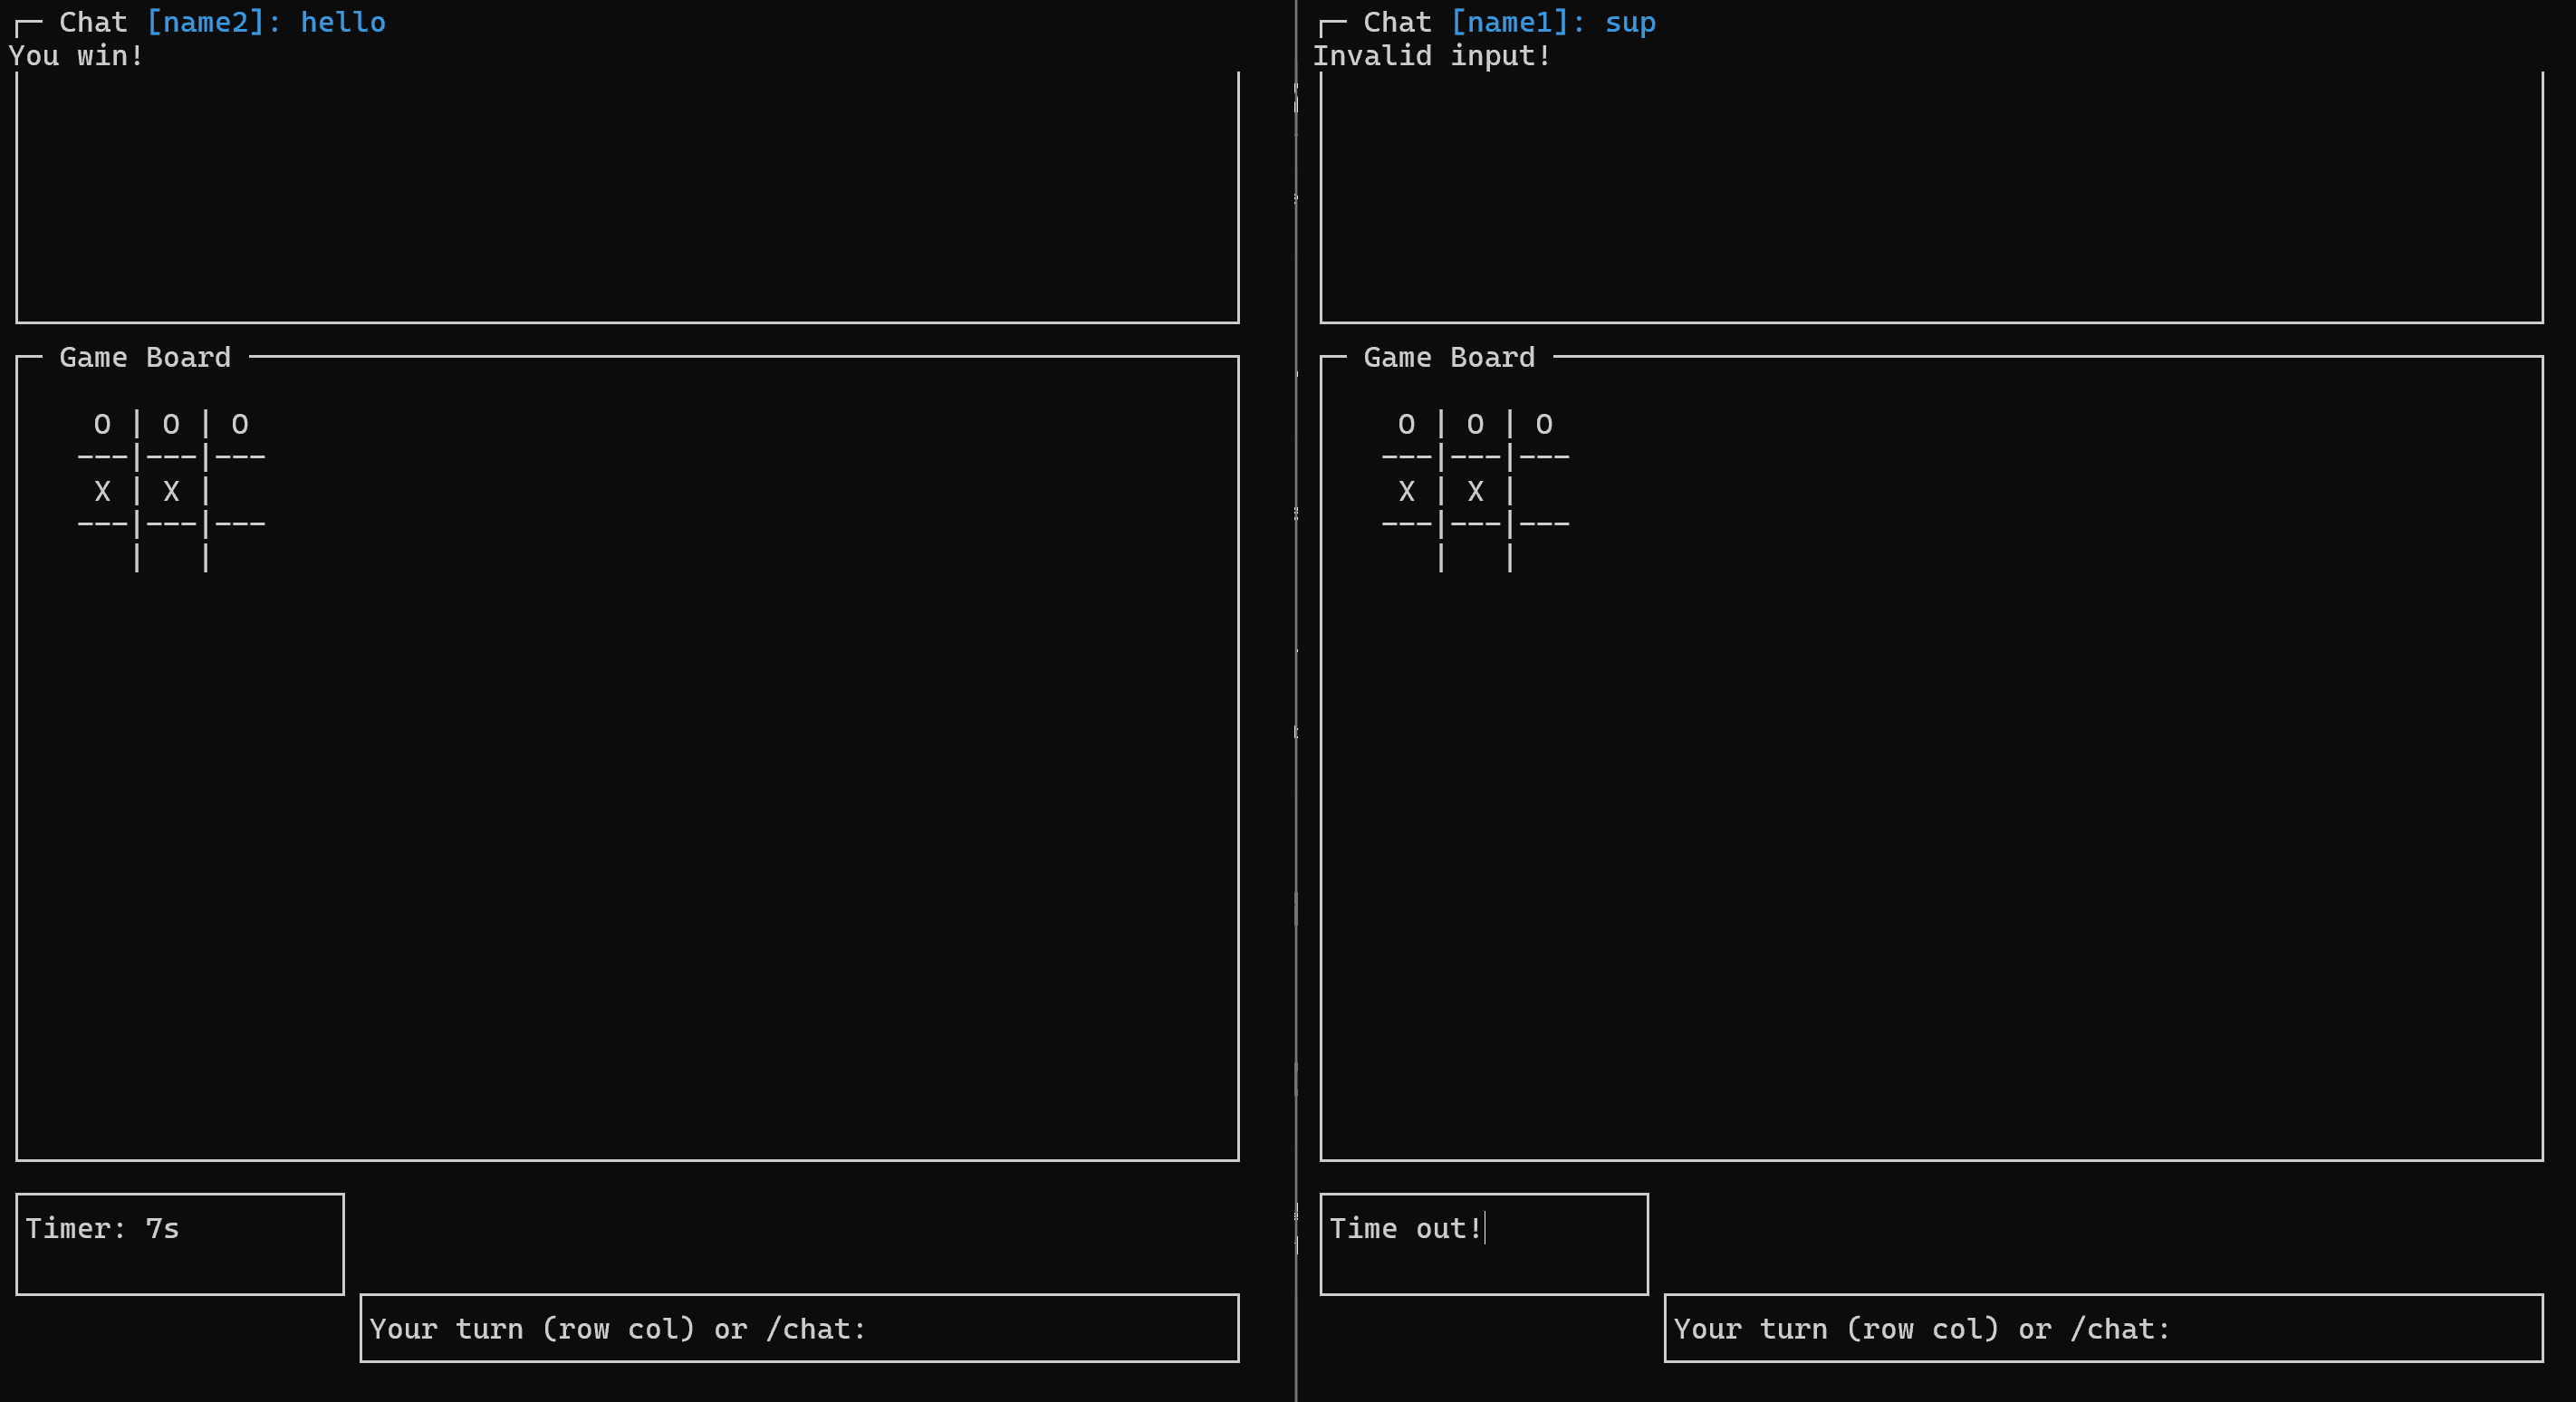 Chat [name2]: hello
You win!
Game Board
O | O | O
---|---|---
X | X |
---|---|---
| |
Timer: 7s
Your turn (row col) or /chat:
Chat [name1]: sup
Invalid input!
Game Board
O | O | O
---|---|---
X | X |
---|---|---
| |
Time out!
Your turn (row col) or /chat: